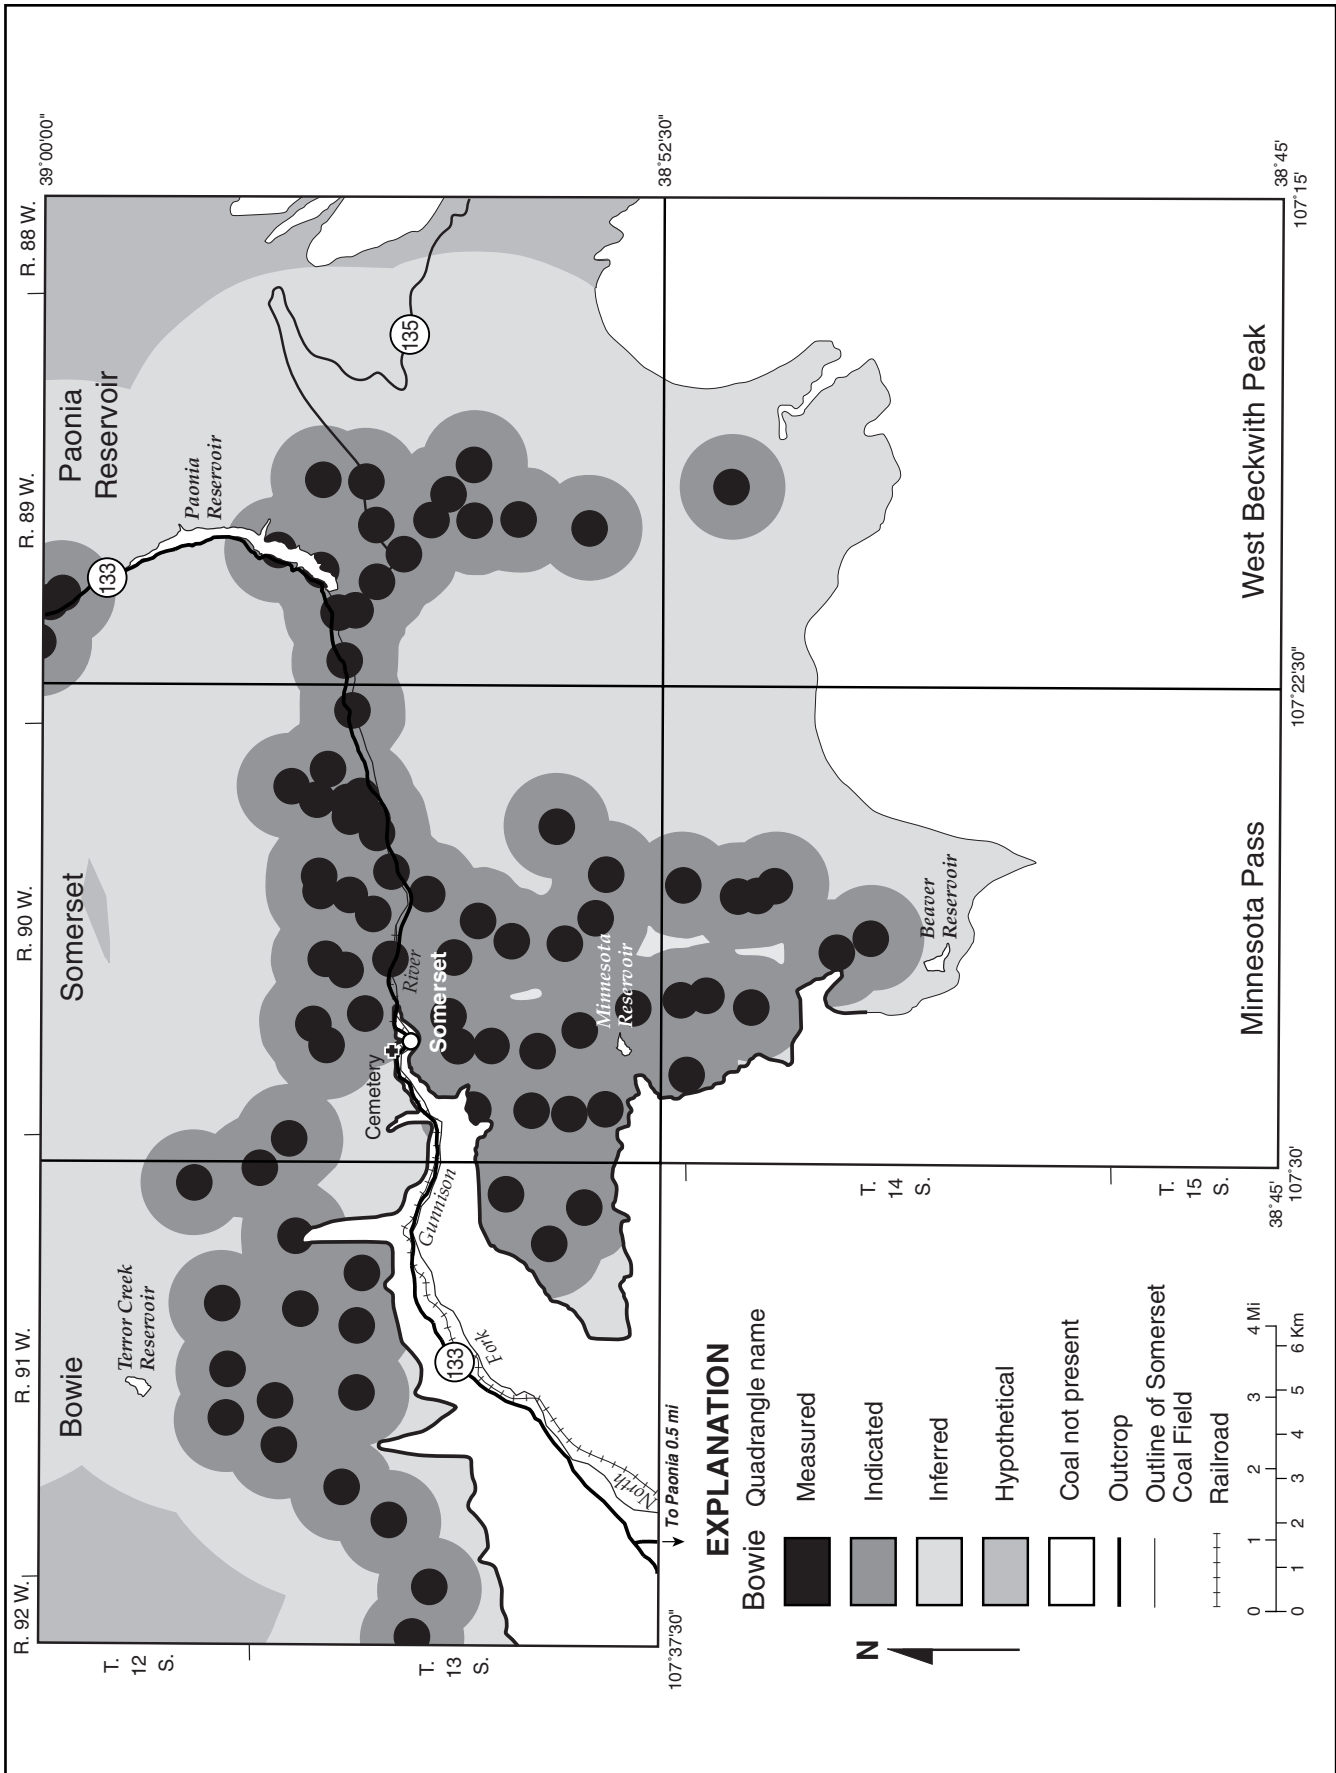 R. 92 W.
R. 91 W.
R. 90 W.
R. 89 W.
R. 88 W.
39°00'00"
T.
12
S.
Bowie
Somerset
Paonia
Reservoir
Terror Creek
Reservoir
Paonia
Reservoir
133
135
T.
13
S.
Cemetery
River
Somerset
Gunnison
133
Fork
North
Minnesota
Reservoir
107°37'30"
To Paonia 0.5 mi
38°52'30"
T.
14
S.
Beaver
Reservoir
T.
15
S.
Minnesota Pass
West Beckwith Peak
38°45'
107°30'
107°22'30"
38°45'
107°15'
N
EXPLANATION
Bowie Quadrangle name
Measured
Indicated
Inferred
Hypothetical
Coal not present
Outcrop
Outline of Somerset
Coal Field
Railroad
0 1 2 3 4 Mi
0 1 2 3 4 5 6 Km